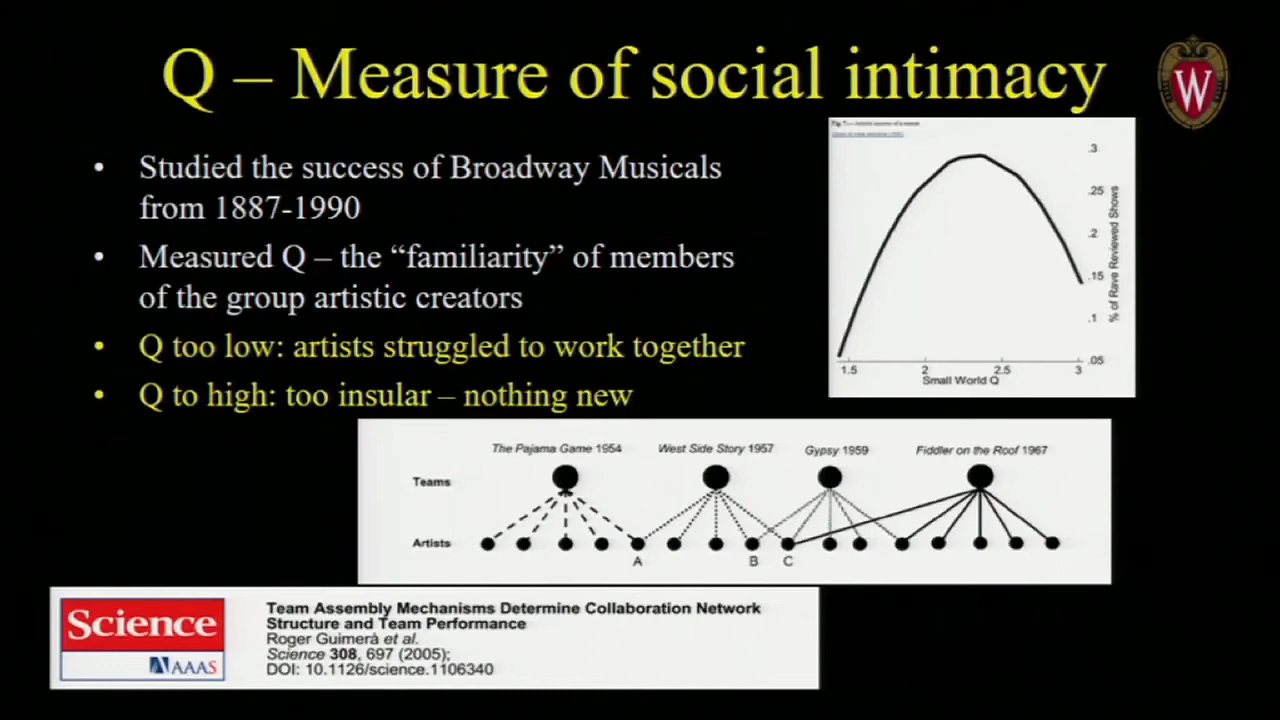 Q – Measure of social intimacy
W
• Studied the success of Broadway Musicals
from 1887-1990
• Measured Q – the “familiarity” of members
of the group artistic creators
• Q too low: artists struggled to work together
• Q to high: too insular – nothing new
.3
.25
.2
.15
.1
.05
% of Rave Reviewed Shows
1.5 2 2.5 3
Small World Q
The Pajama Game 1954 West Side Story 1957 Gypsy 1959 Fiddler on the Roof 1967
Teams
Artists
A B C
Science
AAAS
Team Assembly Mechanisms Determine Collaboration Network
Structure and Team Performance
Roger Guimerà et al.
Science 308, 697 (2005);
DOI: 10.1126/science.1106340